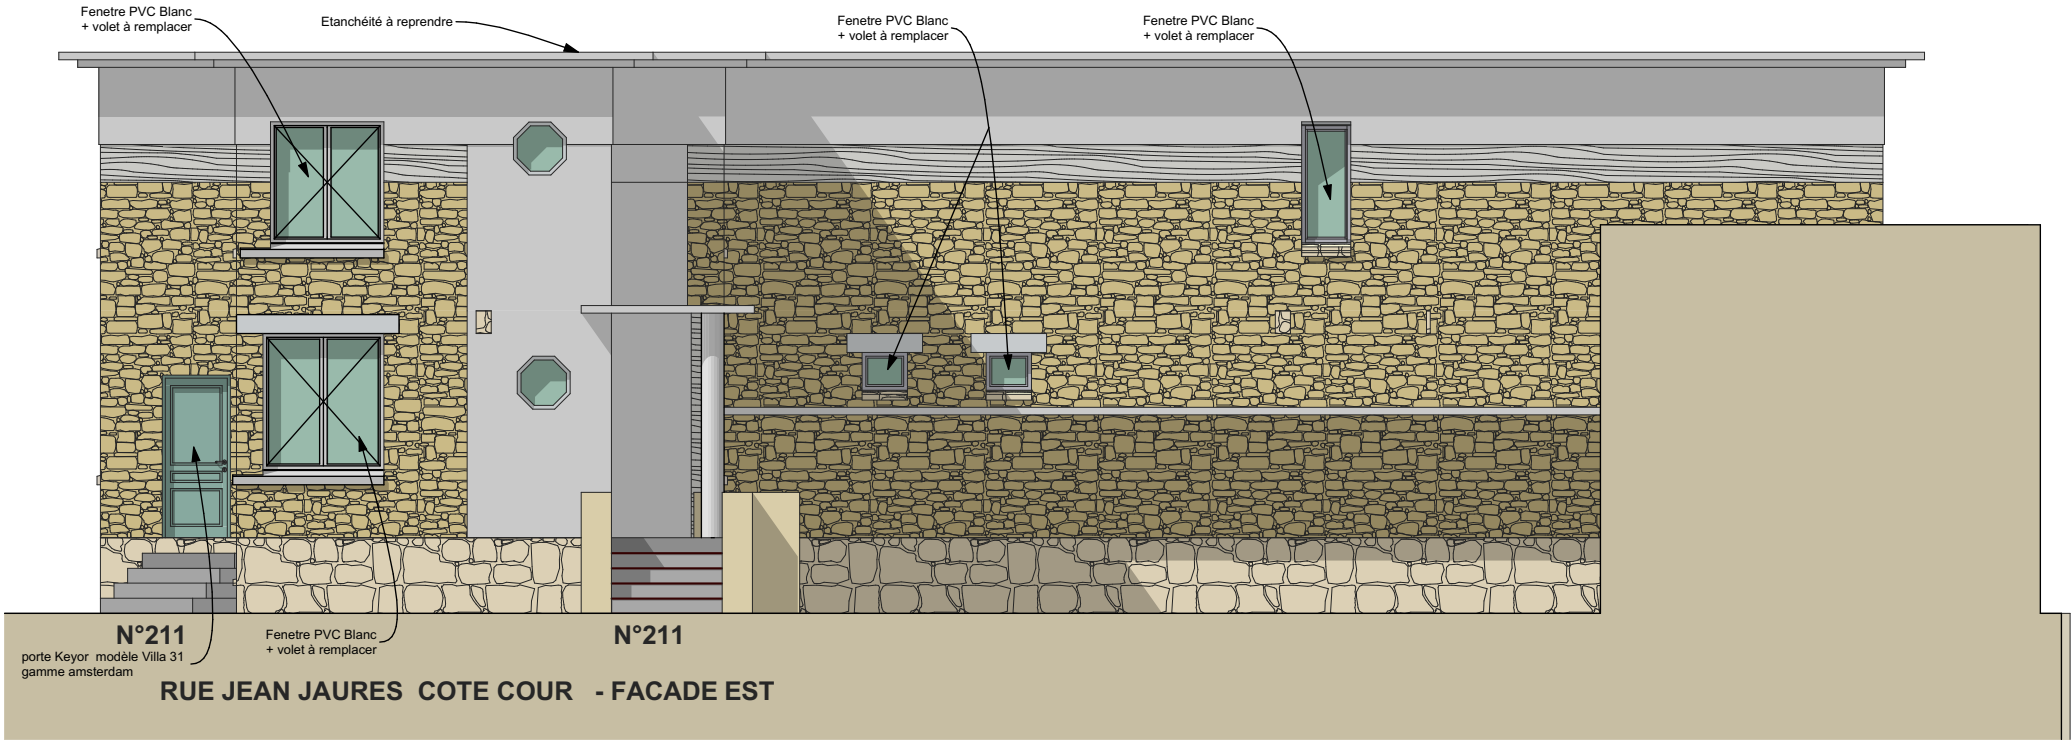 Fenetre PVC Blanc
+ volet à remplacer
Etanchéité à reprendre
Fenetre PVC Blanc
+ volet à remplacer
Fenetre PVC Blanc
+ volet à remplacer
N°211
N°211
Fenetre PVC Blanc
+ volet à remplacer
porte Keyor modèle Villa 31
gamme amsterdam
RUE JEAN JAURES COTE COUR - FACADE EST